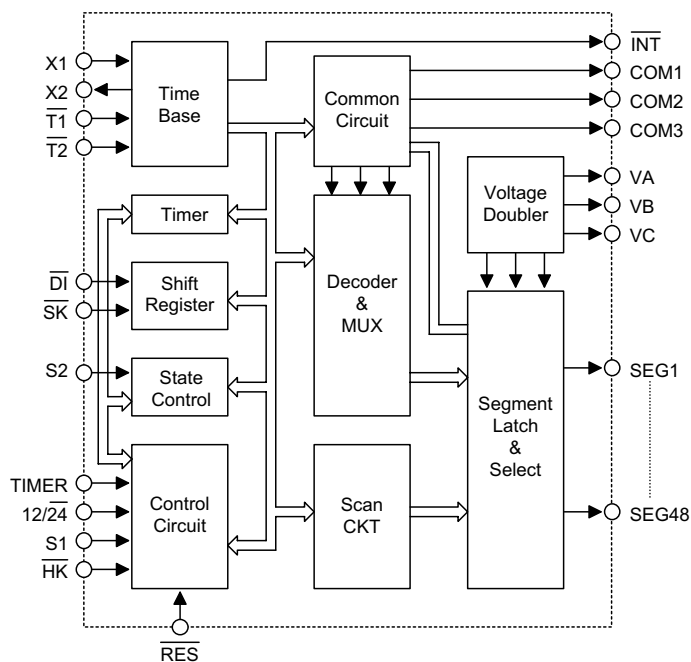 X1
X2
T1
T2
Time
Base
Common
Circuit
INT
COM1
COM2
COM3
Voltage
Doubler
VA
VB
VC
Timer
DI
SK
Shift
Register
Decoder
&
MUX
S2
State
Control
Segment
Latch
&
Select
SEG1
SEG48
TIMER
12/24
S1
HK
Control
Circuit
Scan
CKT
RES